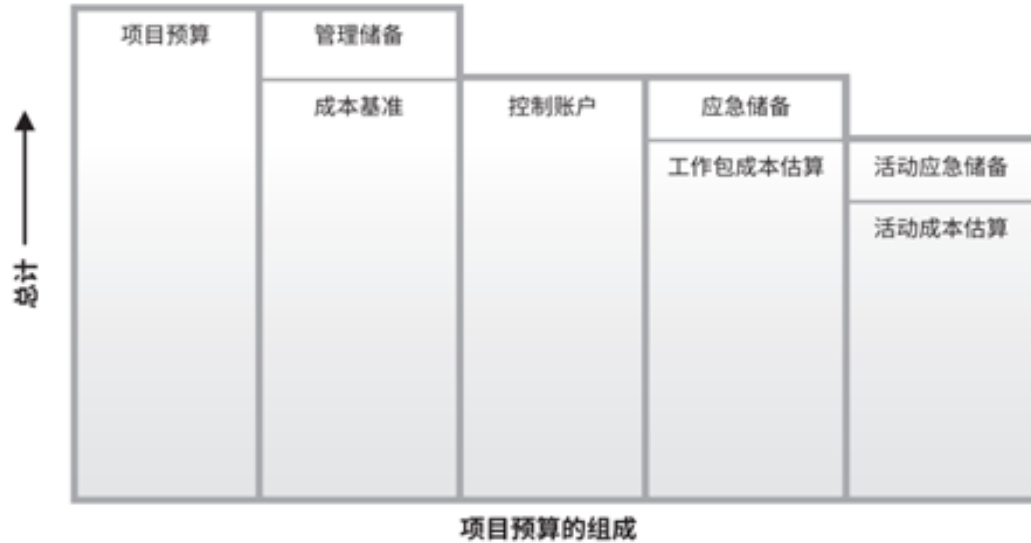 项目预算
管理储备
成本基准
控制账户
应急储备
工作包成本估算
活动应急储备
活动成本估算
总计
项目预算的组成